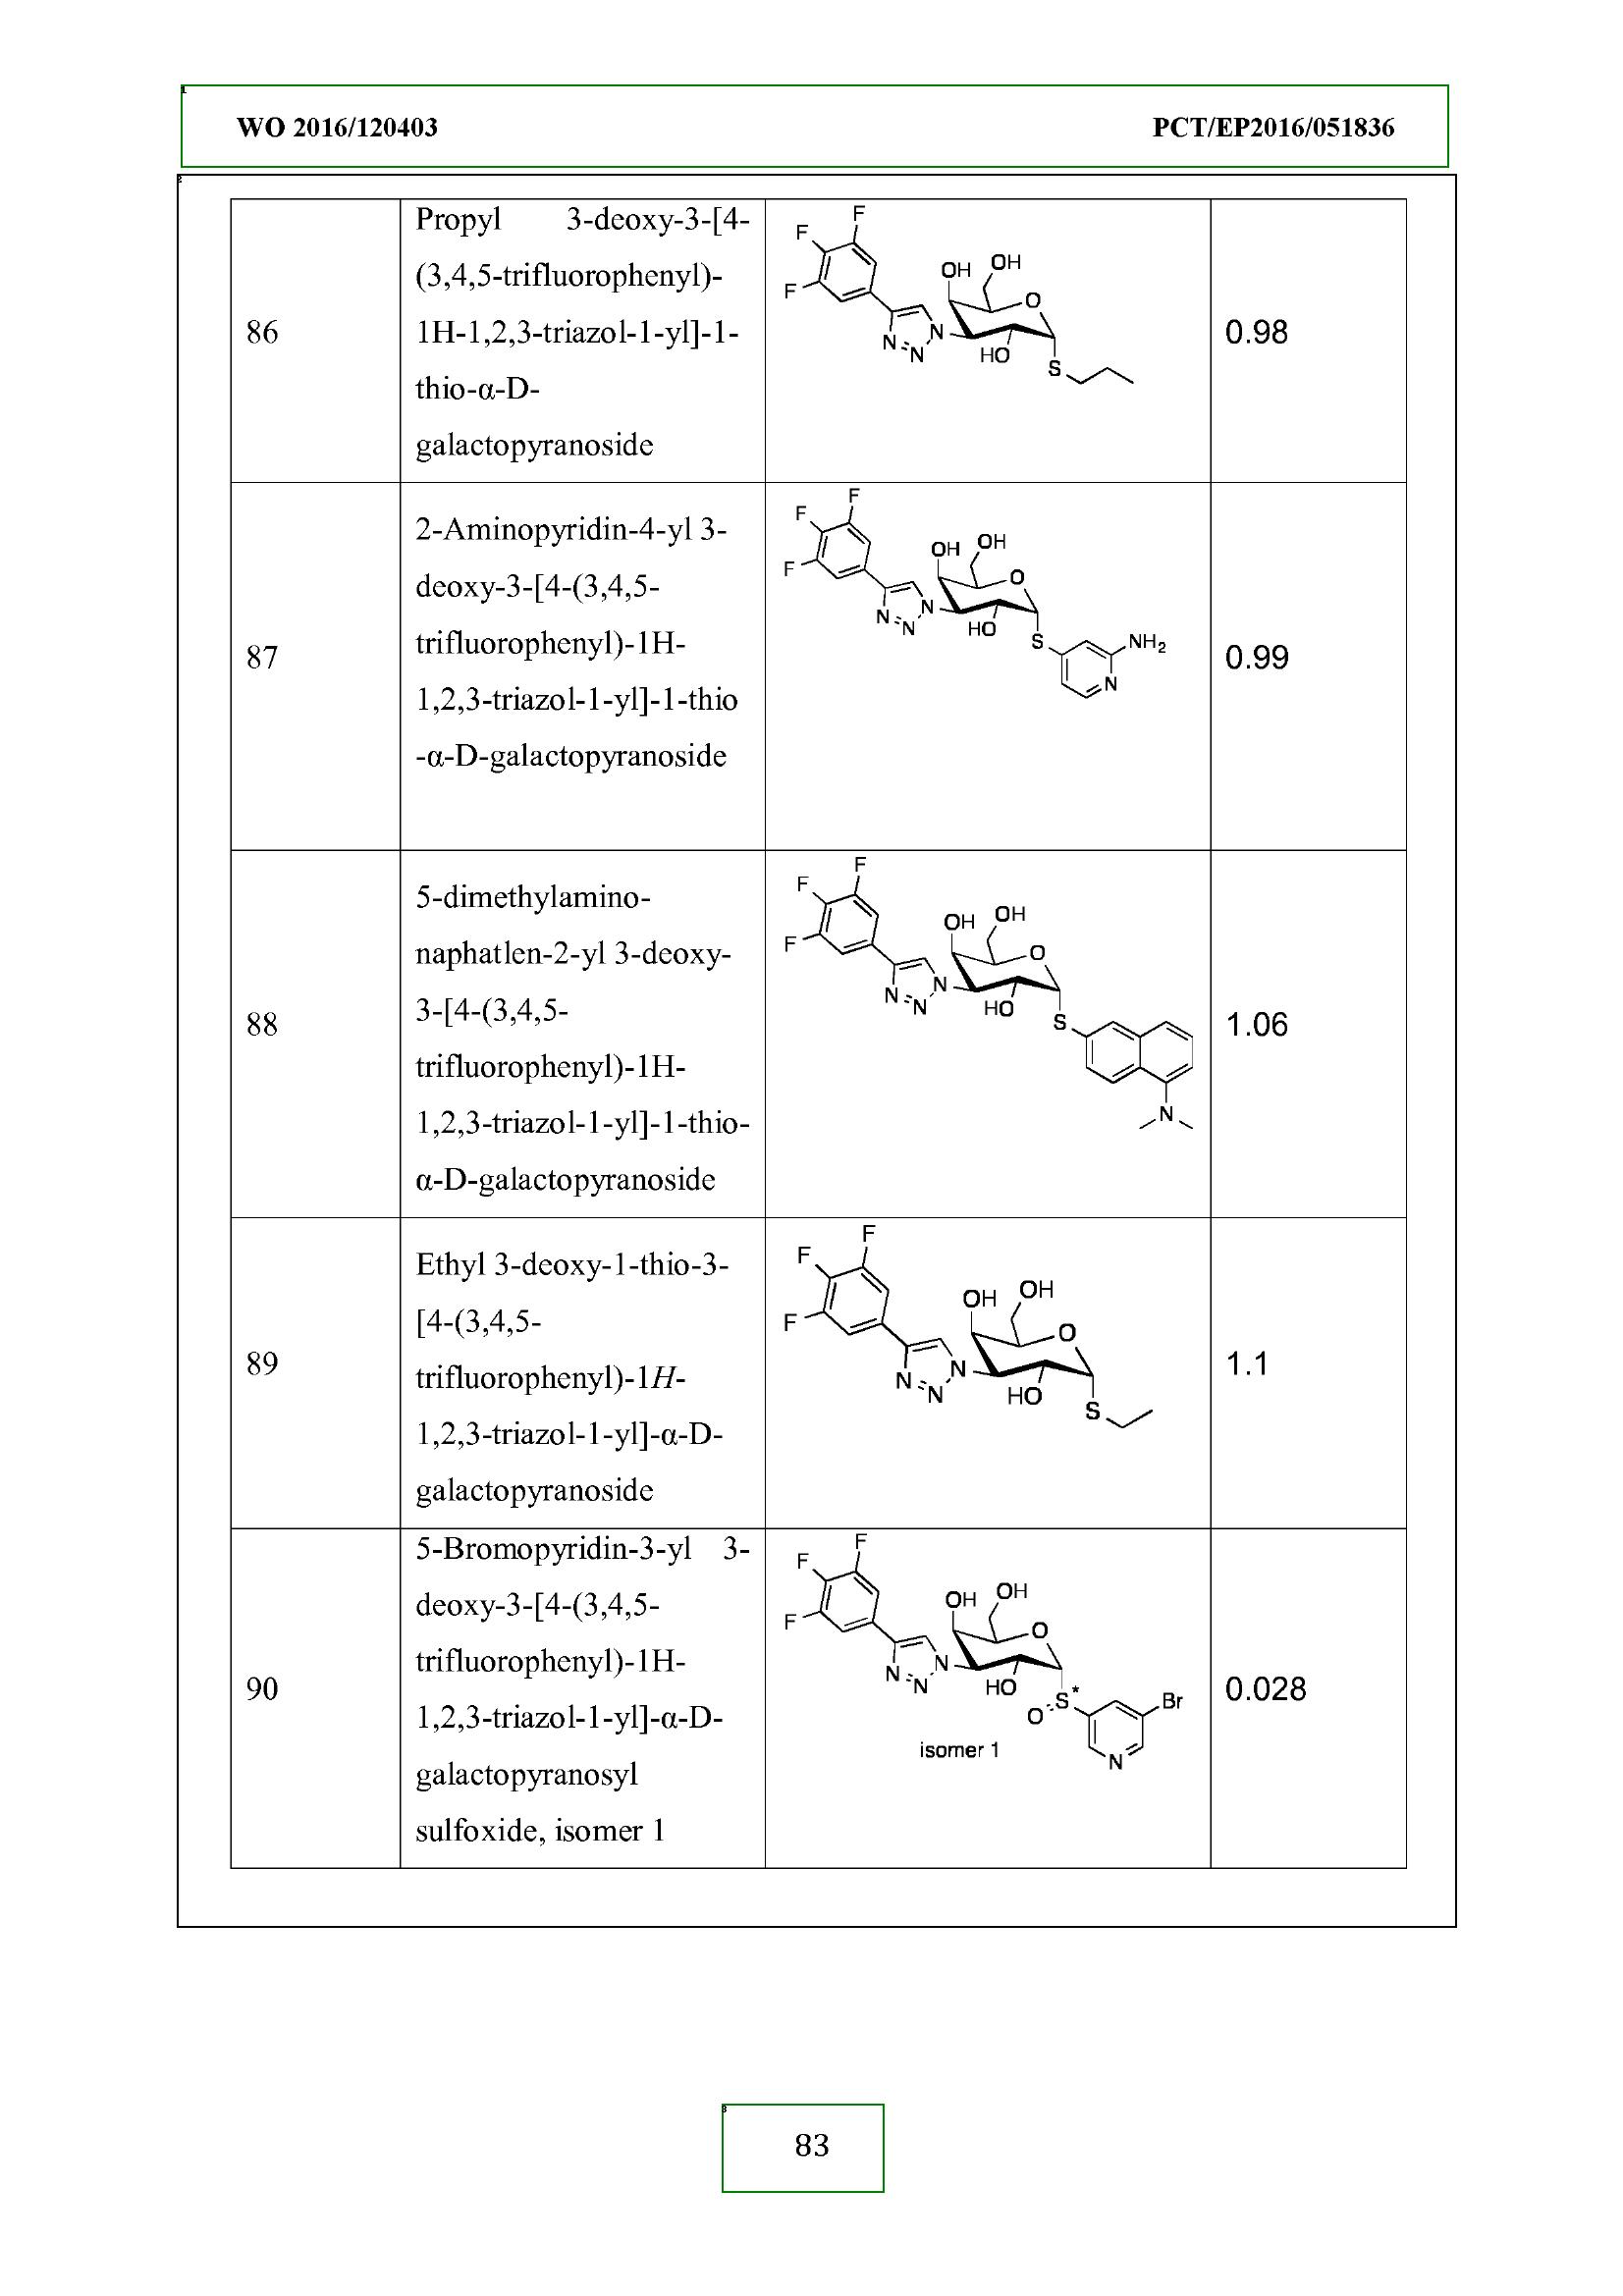 WO 2016/120403 PCT/EP2016/051836
86
Propyl 3-deoxy-3-[4-
(3,4,5-trifluorophenyl)-
1H-1,2,3-triazol-1-yl]-1-
thio-α-D-
galactopyranoside
F
F
F
OH
OH
O
N
N
N
HO
S
0.98
87
2-Aminopyridin-4-yl 3-
deoxy-3-[4-(3,4,5-
trifluorophenyl)-1H-
1,2,3-triazol-1-yl]-1-thio
-α-D-galactopyranoside
F
F
F
OH
OH
O
N
N
N
HO
S
NH2
N
0.99
88
5-dimethylamino-
naphatlen-2-yl 3-deoxy-
3-[4-(3,4,5-
trifluorophenyl)-1H-
1,2,3-triazol-1-yl]-1-thio-
α-D-galactopyranoside
F
F
F
OH
OH
O
N
N
N
HO
S
N
1.06
89
Ethyl 3-deoxy-1-thio-3-
[4-(3,4,5-
trifluorophenyl)-1H-
1,2,3-triazol-1-yl]-α-D-
galactopyranoside
F
F
F
OH
OH
O
N
N
N
HO
S
1.1
90
5-Bromopyridin-3-yl 3-
deoxy-3-[4-(3,4,5-
trifluorophenyl)-1H-
1,2,3-triazol-1-yl]-α-D-
galactopyranosyl
sulfoxide, isomer 1
F
F
F
OH
OH
O
N
N
N
HO
S*
O
Br
N
isomer 1
0.028
83